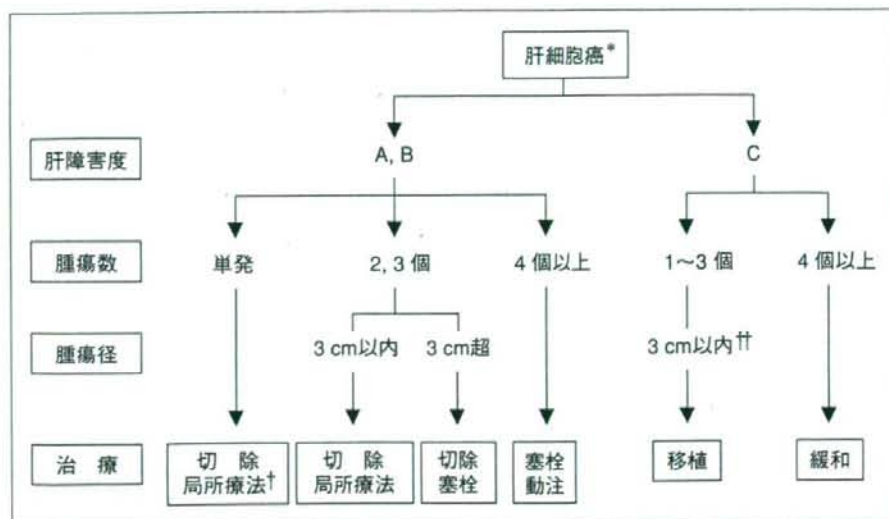 肝細胞癌*
肝障害度
A, B
C
腫瘍数
単発
2, 3 個
4 個以上
1〜3 個
4 個以上
腫瘍径
3 cm以内
3 cm超
3 cm以内††
治 療
切 除
局所療法†
切 除
局所療法
切除
塞栓
塞栓
動注
移植
緩和